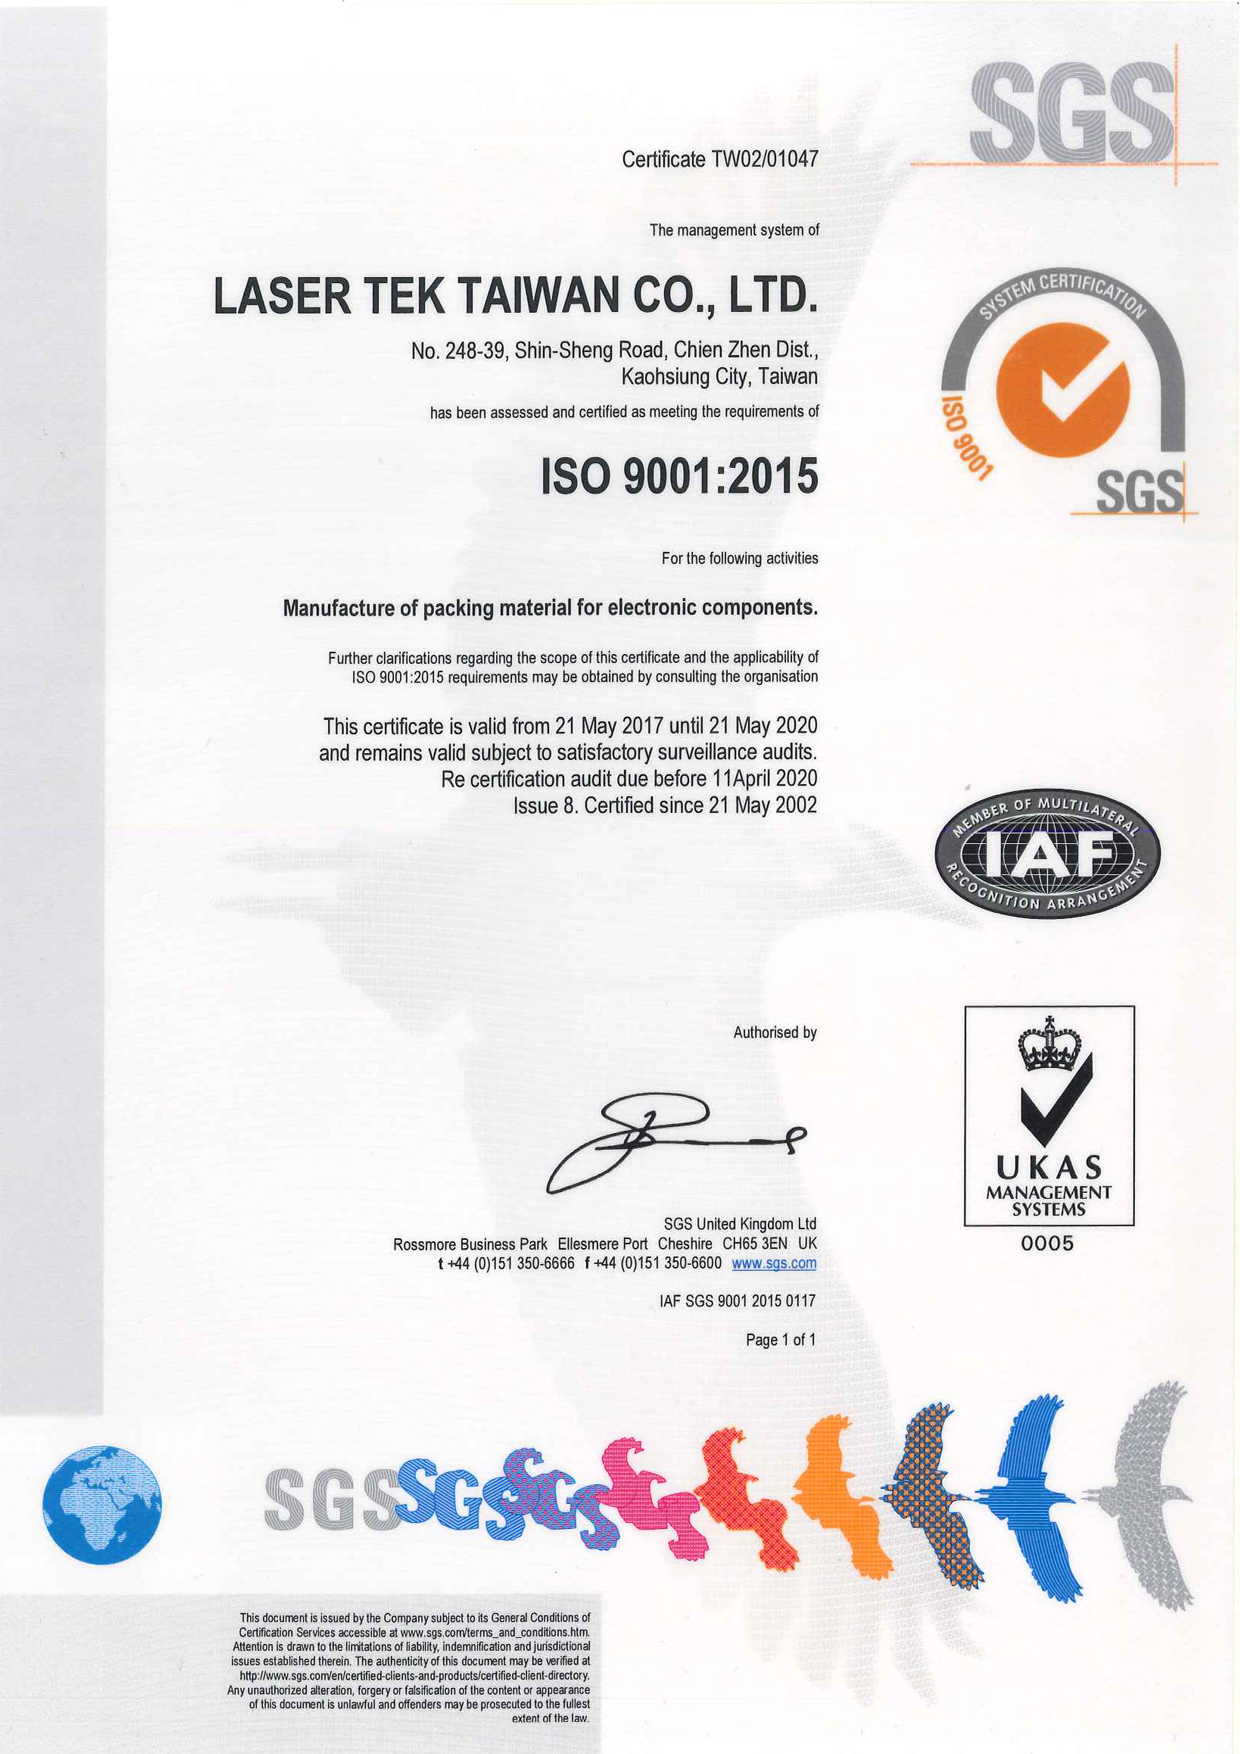 SGS
Certificate TW02/01047
The management system of
LASER TEK TAIWAN CO., LTD.
No. 248-39, Shin-Sheng Road, Chien Zhen Dist.,
Kaohsiung City, Taiwan
has been assessed and certified as meeting the requirements of
ISO 9001:2015
SYSTEM CERTIFICATION
ISO 9001
SGS
For the following activities
Manufacture of packing material for electronic components.
Further clarifications regarding the scope of this certificate and the applicability of
ISO 9001:2015 requirements may be obtained by consulting the organisation
This certificate is valid from 21 May 2017 until 21 May 2020
and remains valid subject to satisfactory surveillance audits.
Re certification audit due before 11April 2020
Issue 8. Certified since 21 May 2002
MEMBER OF MULTILATERAL
IAF
RECOGNITION ARRANGEMENT
Authorised by
UKAS
MANAGEMENT
SYSTEMS
0005
SGS United Kingdom Ltd
Rossmore Business Park Ellesmere Port Cheshire CH65 3EN UK
t +44 (0)151 350-6666 f +44 (0)151 350-6600 www.sgs.com
IAF SGS 9001 2015 0117
Page 1 of 1
SGSSGSSGS
This document is issued by the Company subject to its General Conditions of
Certification Services accessible at www.sgs.com/terms_and_conditions.htm.
Attention is drawn to the limitations of liability, indemnification and jurisdictional
issues established therein. The authenticity of this document may be verified at
http://www.sgs.com/en/certified-clients-and-products/certified-client-directory.
Any unauthorized alteration, forgery or falsification of the content or appearance
of this document is unlawful and offenders may be prosecuted to the fullest
extent of the law.